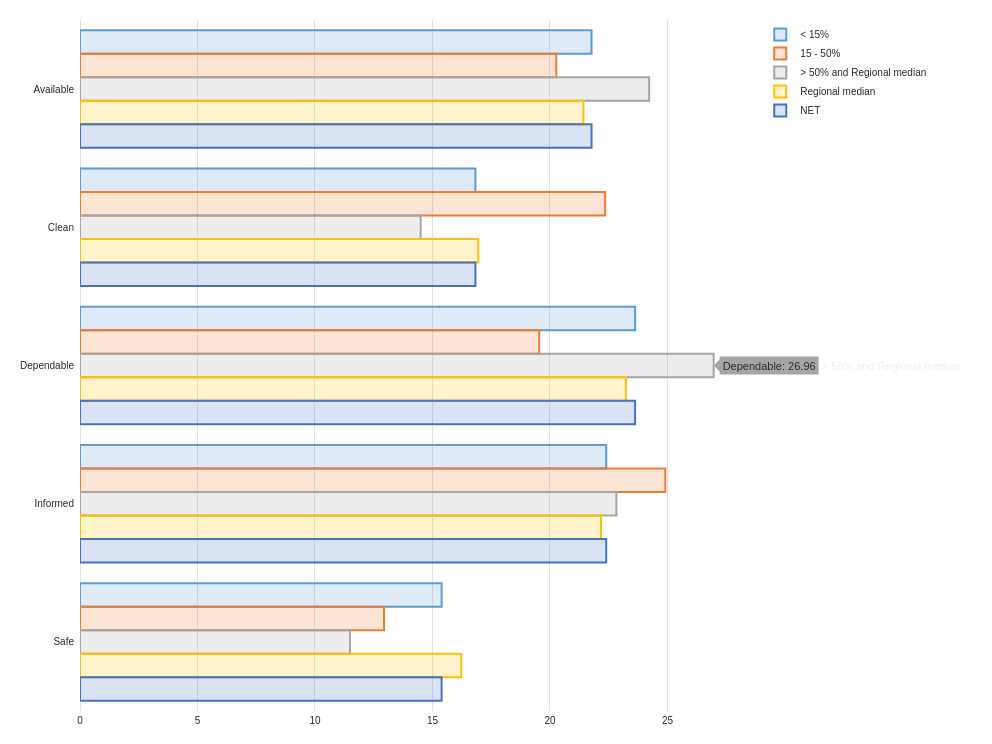 < 15%
15 - 50%
> 50% and Regional median
Regional median
NET
Available
Clean
Dependable
Dependable: 26.96 > 50% and Regional median
Informed
Safe
0 5 10 15 20 25